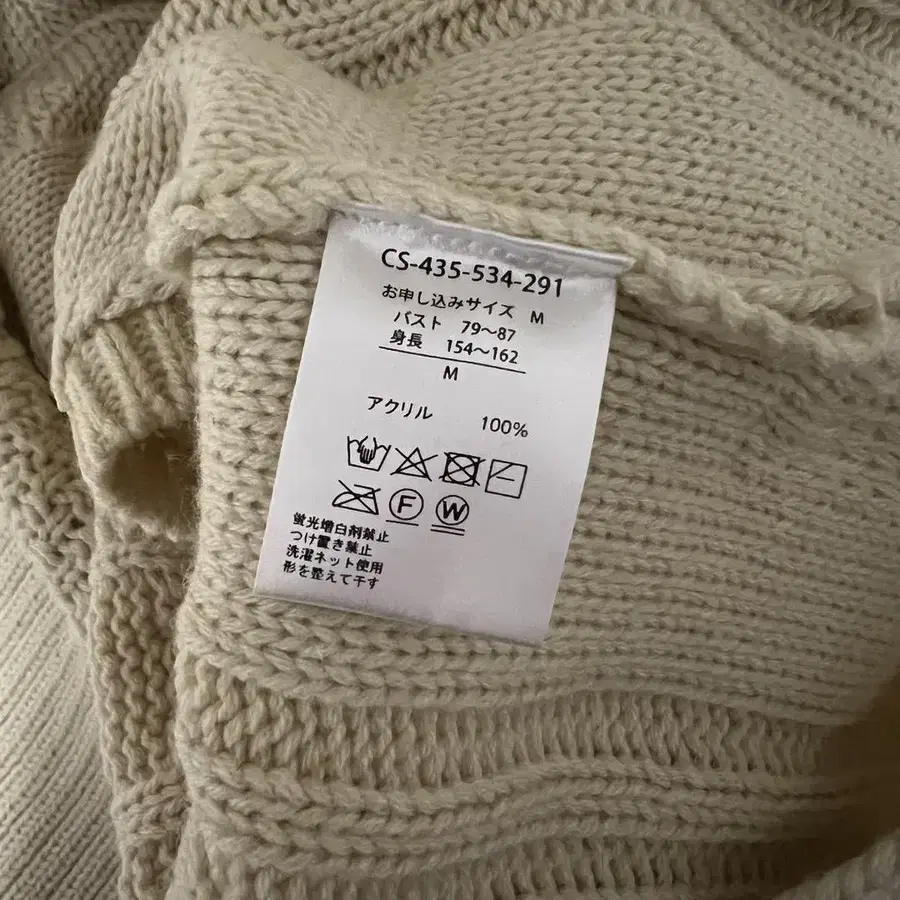 CS-435-534-291
お申し込みサイズ M
バスト 79～87
身長 154～162
M
アクリル 100%
F W
蛍光増白剤禁止
つけ置き禁止
洗濯ネット使用
形を整えて干す